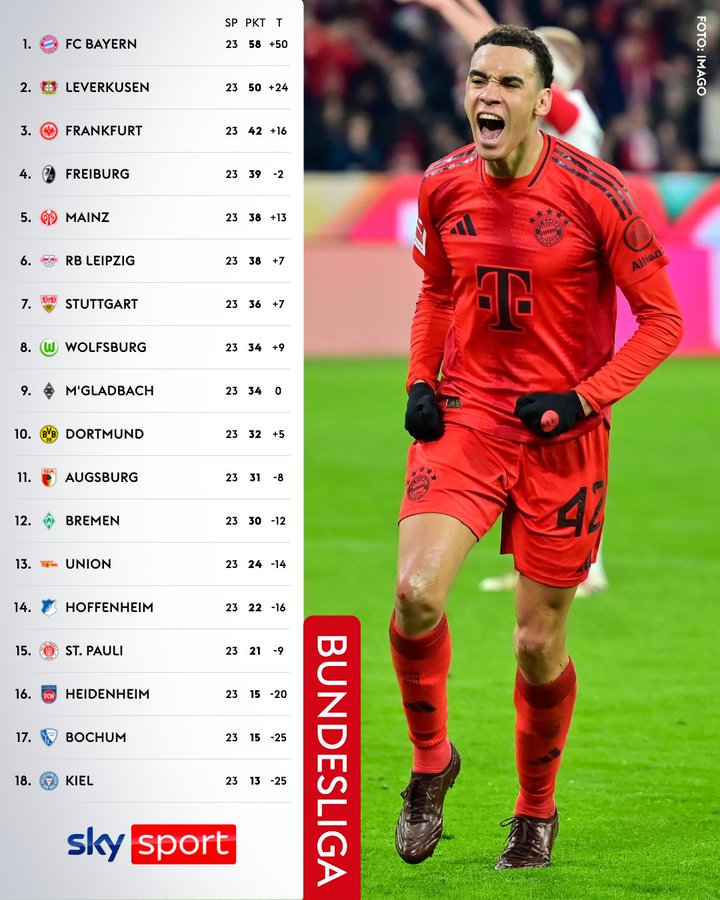 SP PKT T
1. FC BAYERN 23 58 +50
2. LEVERKUSEN 23 50 +24
3. FRANKFURT 23 42 +16
4. FREIBURG 23 39 -2
5. MAINZ 23 38 +13
6. RB LEIPZIG 23 38 +7
7. STUTTGART 23 36 +7
8. WOLFSBURG 23 34 +9
9. M'GLADBACH 23 34 0
10. DORTMUND 23 32 +5
11. AUGSBURG 23 31 -8
12. BREMEN 23 30 -12
13. UNION 23 24 -14
14. HOFFENHEIM 23 22 -16
15. ST. PAULI 23 21 -9
16. HEIDENHEIM 23 15 -20
17. BOCHUM 23 15 -25
18. KIEL 23 13 -25
sky sport
BUNDESLIGA
FOTO: IMAGO
T
Allianz
42